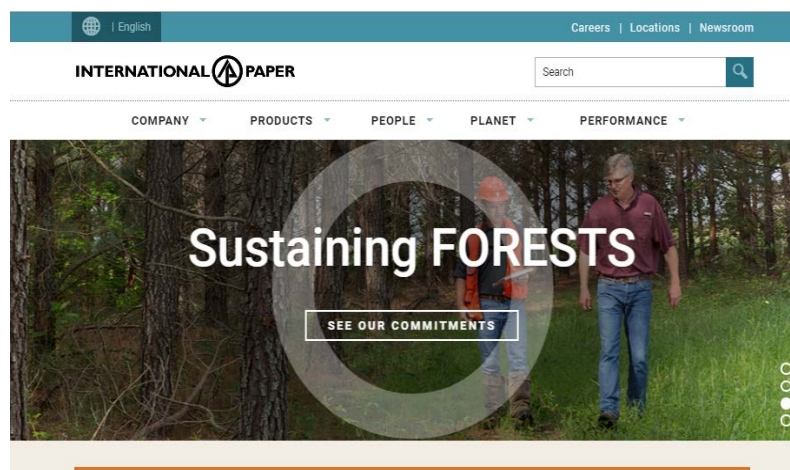 | English
Careers | Locations | Newsroom
INTERNATIONAL PAPER
Search
COMPANY PRODUCTS PEOPLE PLANET PERFORMANCE
Sustaining FORESTS
SEE OUR COMMITMENTS